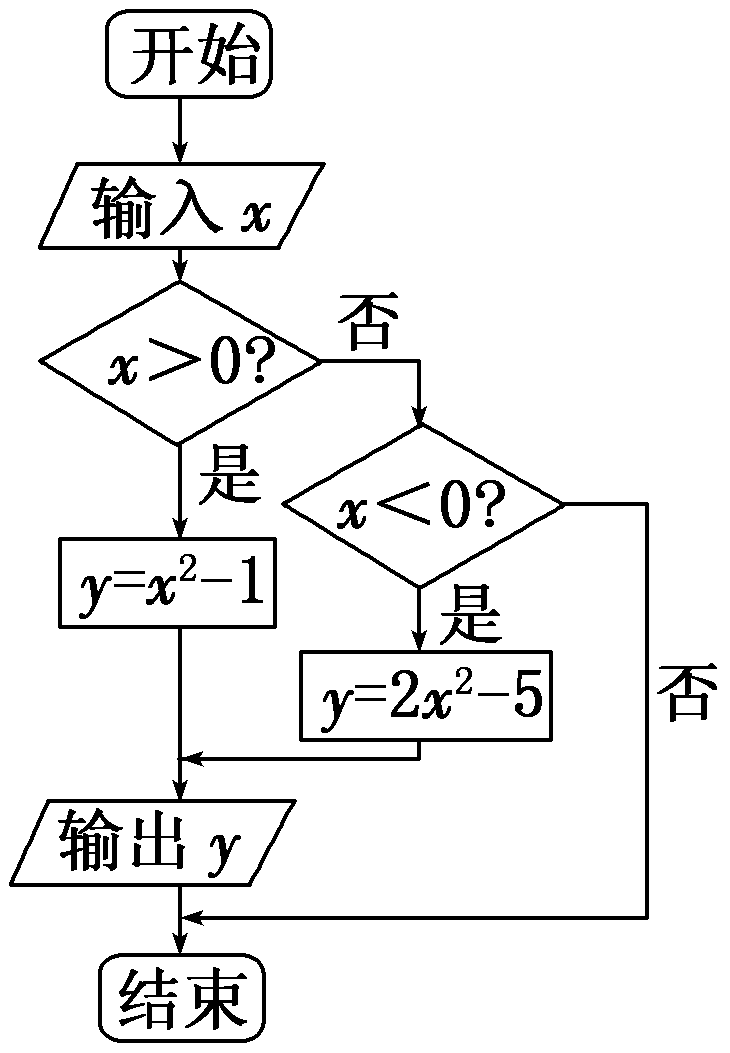 开始
输入 x
x＞0?
否
是
x＜0?
y=x²−1
是
y=2x²−5
否
输出 y
结束